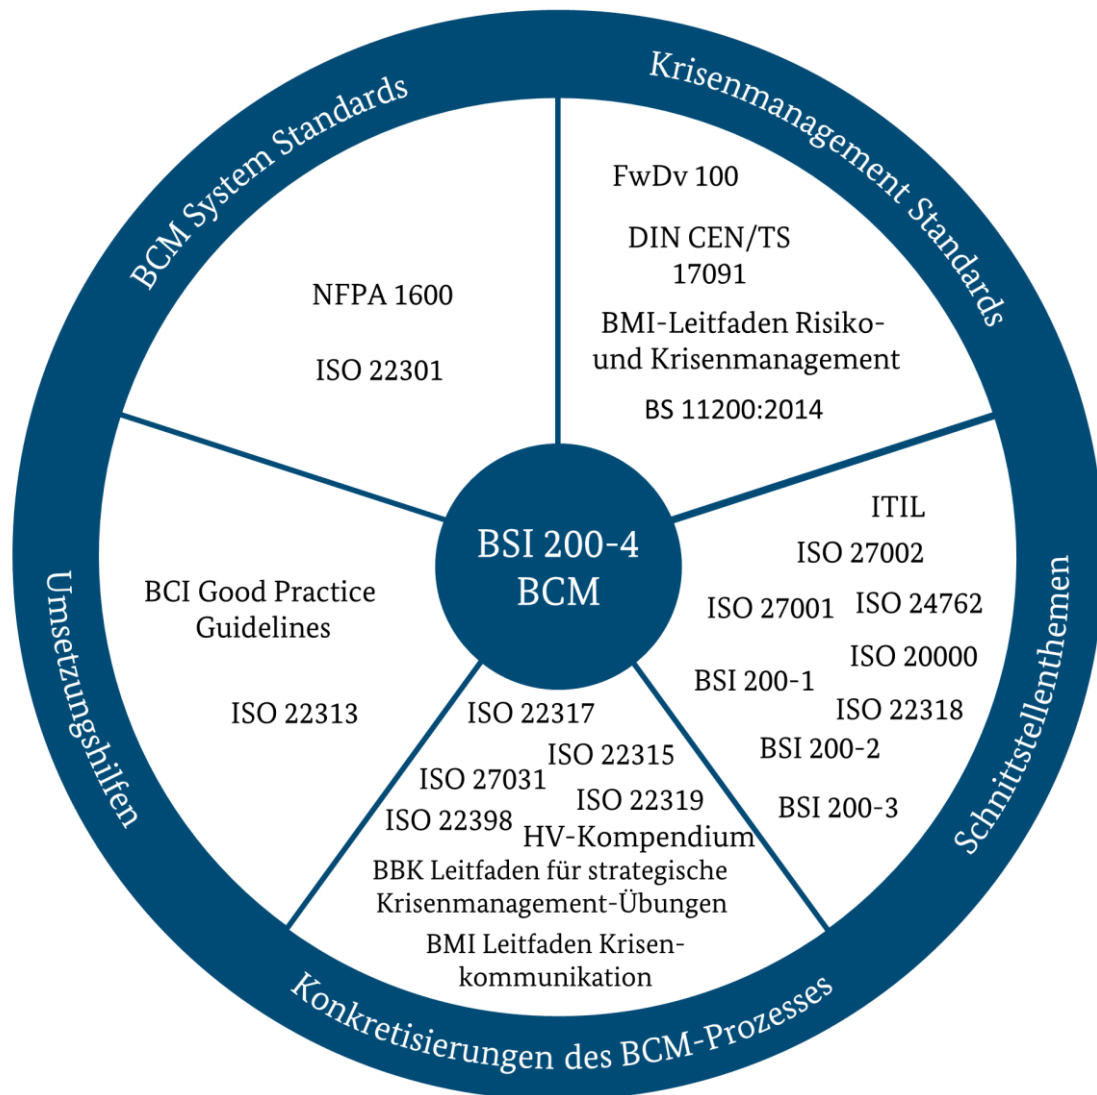 BCM System Standards
NFPA 1600
ISO 22301
Krisenmanagement Standards
FwDv 100
DIN CEN/TS
17091
BMI-Leitfaden Risiko-
und Krisenmanagement
BS 11200:2014
Schnittstellenthemen
ITIL
ISO 27002
ISO 27001
ISO 24762
ISO 20000
BSI 200-1
ISO 22318
BSI 200-2
BSI 200-3
Konkretisierungen des BCM-Prozesses
ISO 22317
ISO 22315
ISO 27031
ISO 22319
ISO 22398
HV-Kompendium
BBK Leitfaden für strategische
Krisenmanagement-Übungen
BMI Leitfaden Krisen-
kommunikation
Umsetzungshilfen
BCI Good Practice
Guidelines
ISO 22313
BSI 200-4
BCM